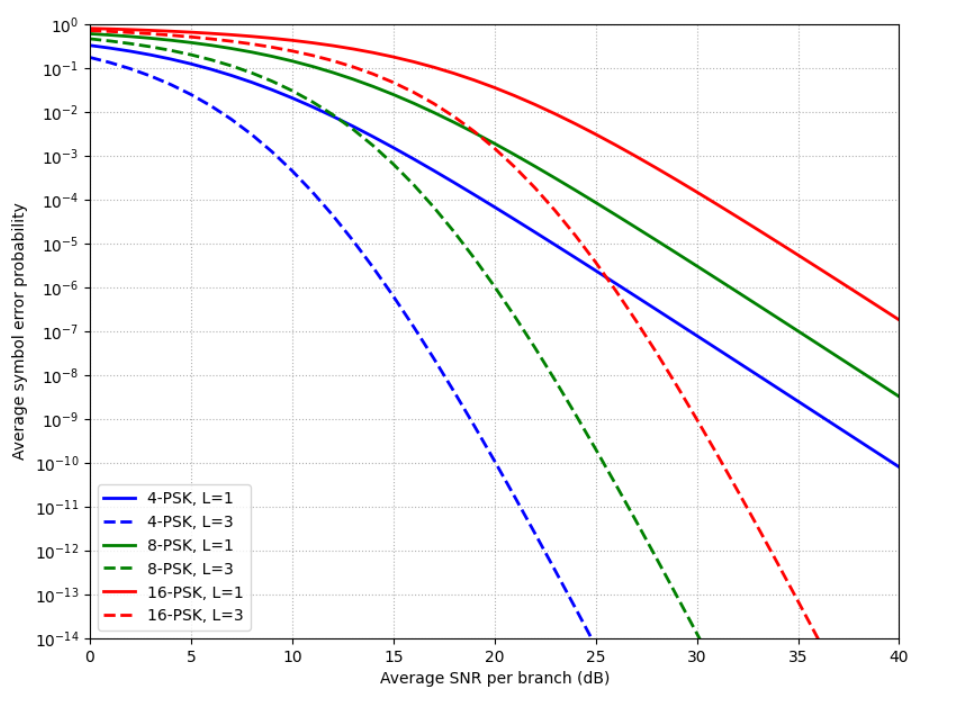 10⁰
10⁻¹
10⁻²
10⁻³
10⁻⁴
10⁻⁵
10⁻⁶
10⁻⁷
10⁻⁸
10⁻⁹
10⁻¹⁰
10⁻¹¹
10⁻¹²
10⁻¹³
10⁻¹⁴
Average symbol error probability
4-PSK, L=1
4-PSK, L=3
8-PSK, L=1
8-PSK, L=3
16-PSK, L=1
16-PSK, L=3
0 5 10 15 20 25 30 35 40
Average SNR per branch (dB)